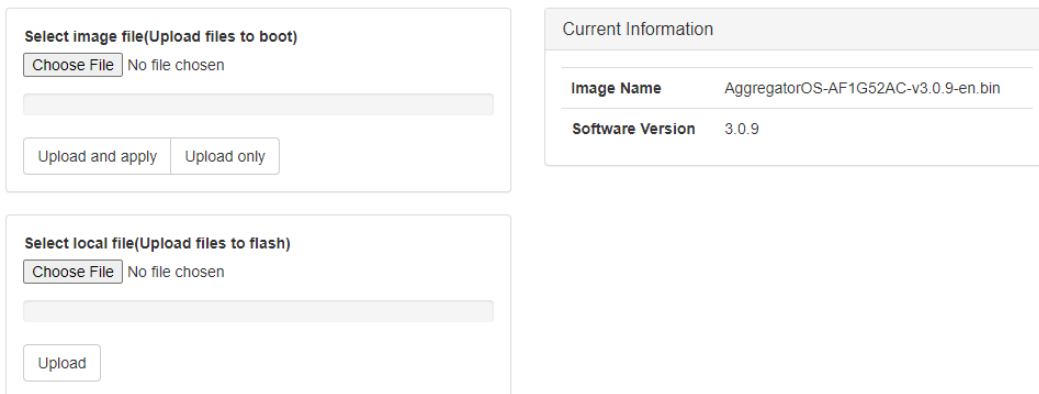 Select image file(Upload files to boot)
Choose File No file chosen
Upload and apply Upload only
Select local file(Upload files to flash)
Choose File No file chosen
Upload
Current Information
Image Name AggregatorOS-AF1G52AC-v3.0.9-en.bin
Software Version 3.0.9